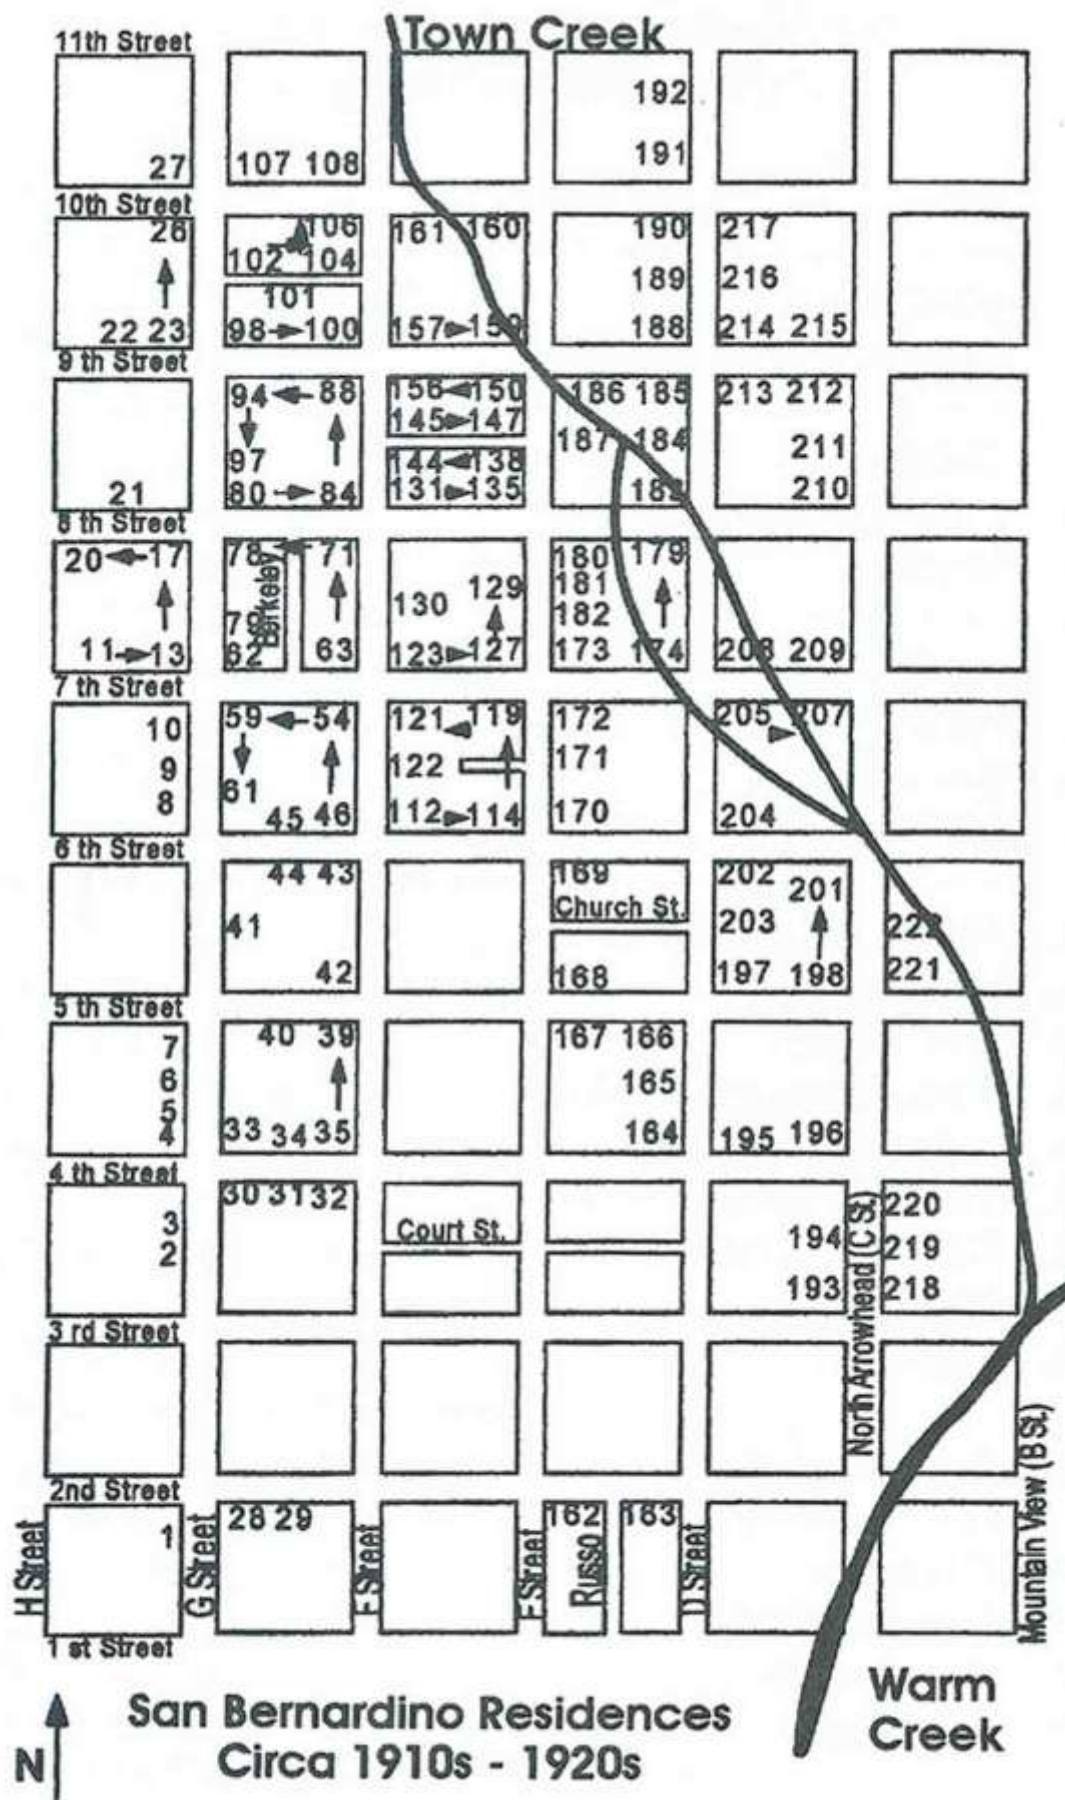 Town Creek
11th Street
192
191
27 107 108
10th Street
26 106 161 160 190 217
102 104 189 216
101
22 23 98 100 157 159 188 214 215
9 th Street
94 88 156 150 186 185 213 212
145 147
187 184 211
97 144 138
21 80 84 131 135 183 210
8 th Street
20 17 78 71 180 179
Berkeley
129 181
130 182
79
11 13 62 63 123 127 173 174 208 209
7 th Street
10 59 54 121 119 172 205 207
9 122 171
8 61 45 46 112 114 170 204
6 th Street
44 43 169 202 201
Church St.
41 203 222
42 168 197 198 221
5 th Street
7 40 39 167 166
6 165
5
4 33 34 35 164 195 196
4 th Street
30 31 32 220
3 Court St. 194 219
2 193 218
North Arrowhead (C St.)
3 rd Street
2nd Street
1 28 29 162 163
Russo
H Street
G Street
F Street
F Street
D Street
Mountain View (B St.)
1 st Street
Warm
Creek
N
San Bernardino Residences
Circa 1910s - 1920s